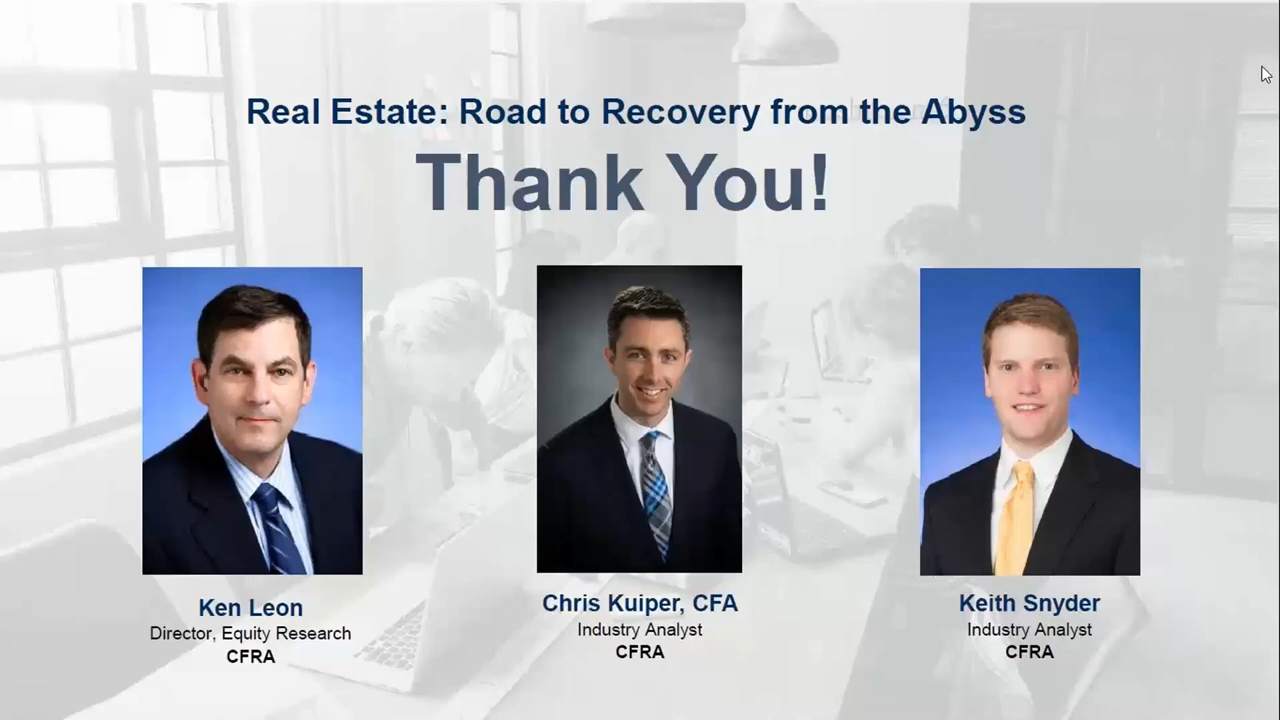 Real Estate: Road to Recovery from the Abyss
Thank You!
Ken Leon
Director, Equity Research
CFRA
Chris Kuiper, CFA
Industry Analyst
CFRA
Keith Snyder
Industry Analyst
CFRA